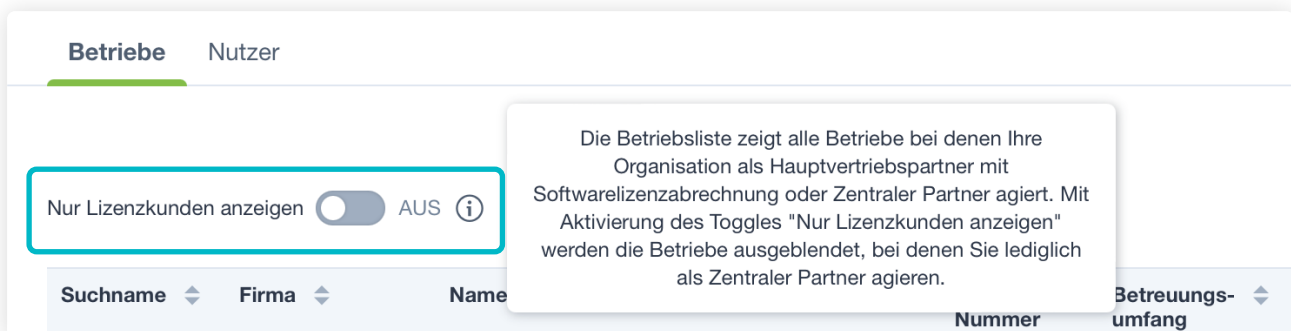 Betriebe Nutzer
Nur Lizenzkunden anzeigen AUS
Die Betriebsliste zeigt alle Betriebe bei denen Ihre
Organisation als Hauptvertriebspartner mit
Softwarelizenzabrechnung oder Zentraler Partner agiert. Mit
Aktivierung des Toggles "Nur Lizenzkunden anzeigen"
werden die Betriebe ausgeblendet, bei denen Sie lediglich
als Zentraler Partner agieren.
Suchname Firma Name
Nummer
Betreuungs-
umfang